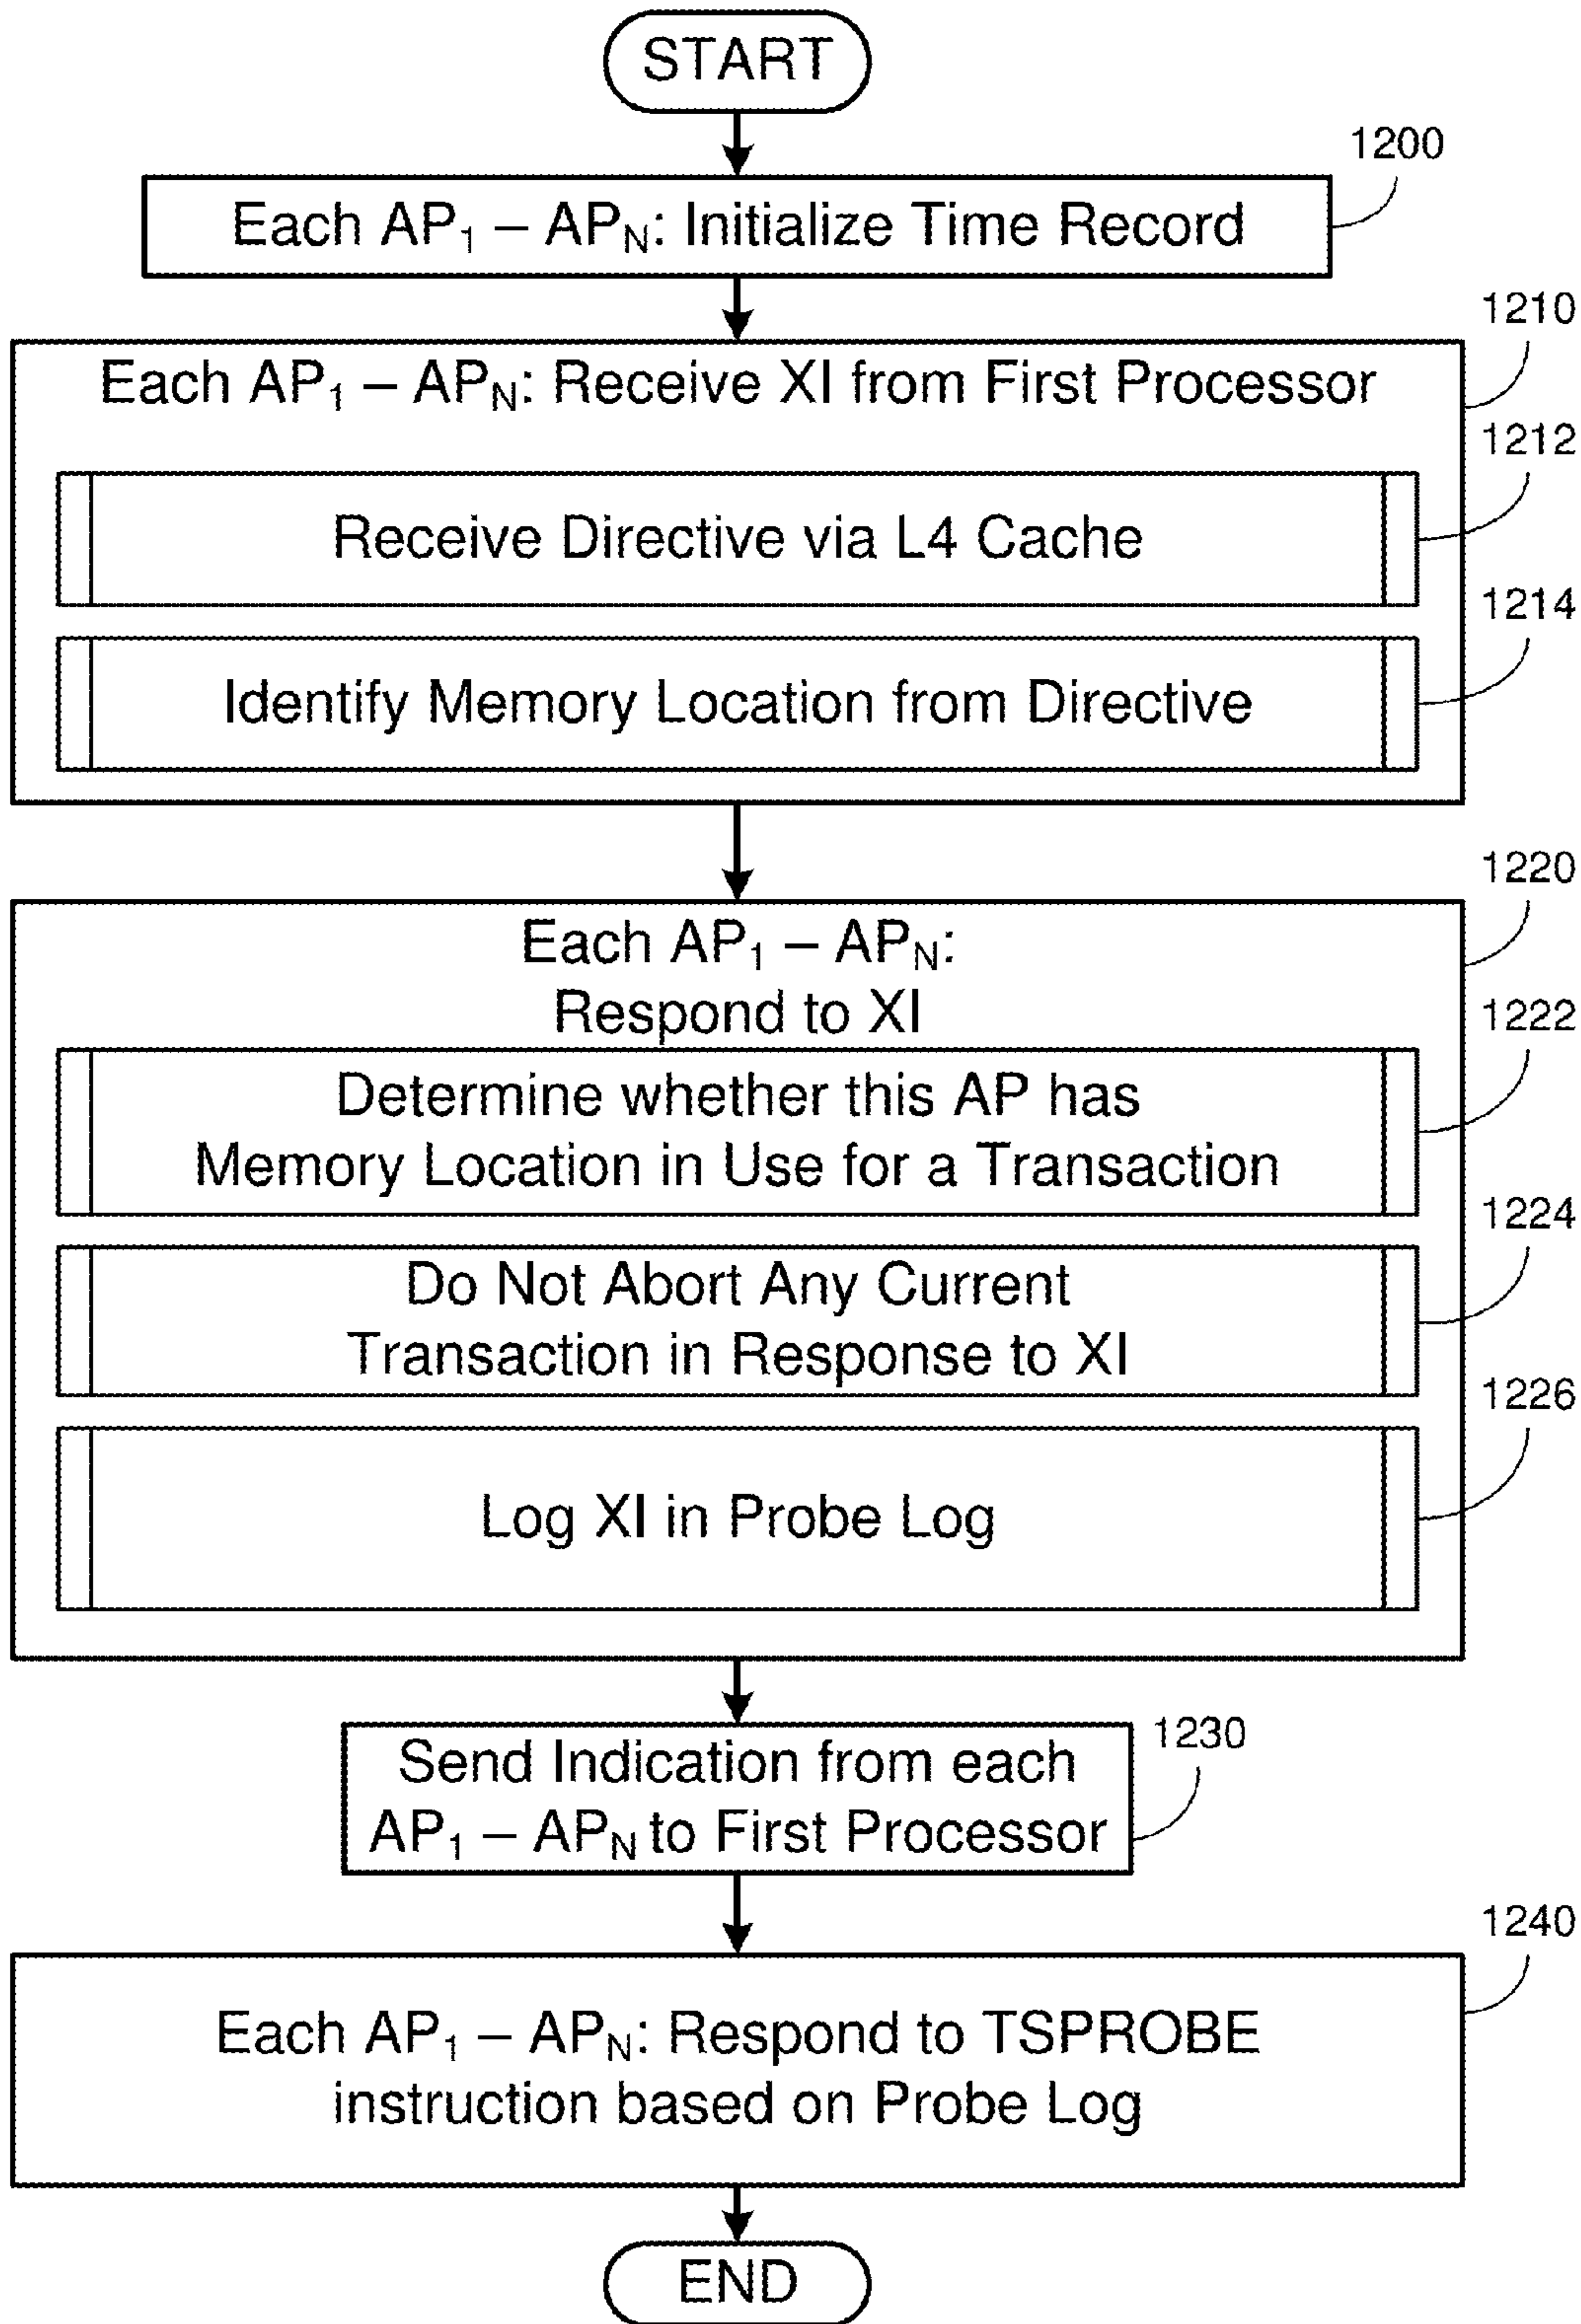 START
1200
Each AP₁ – APN: Initialize Time Record
1210
Each AP₁ – APN: Receive XI from First Processor
1212
Receive Directive via L4 Cache
1214
Identify Memory Location from Directive
1220
Each AP₁ – APN:
Respond to XI
1222
Determine whether this AP has
Memory Location in Use for a Transaction
1224
Do Not Abort Any Current
Transaction in Response to XI
1226
Log XI in Probe Log
1230
Send Indication from each
AP₁ – APN to First Processor
1240
Each AP₁ – APN: Respond to TSPROBE
instruction based on Probe Log
END